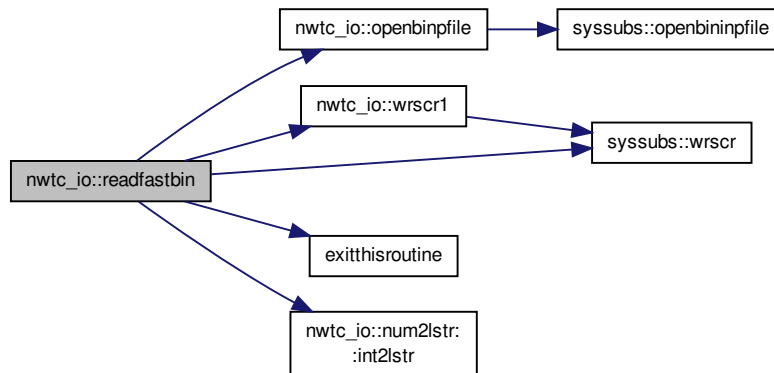 nwtc_io::openbinpfile
syssubs::openbininpfile
nwtc_io::wrscr1
syssubs::wrscr
nwtc_io::readfastbin
exitthisroutine
nwtc_io::num2lstr:
:int2lstr